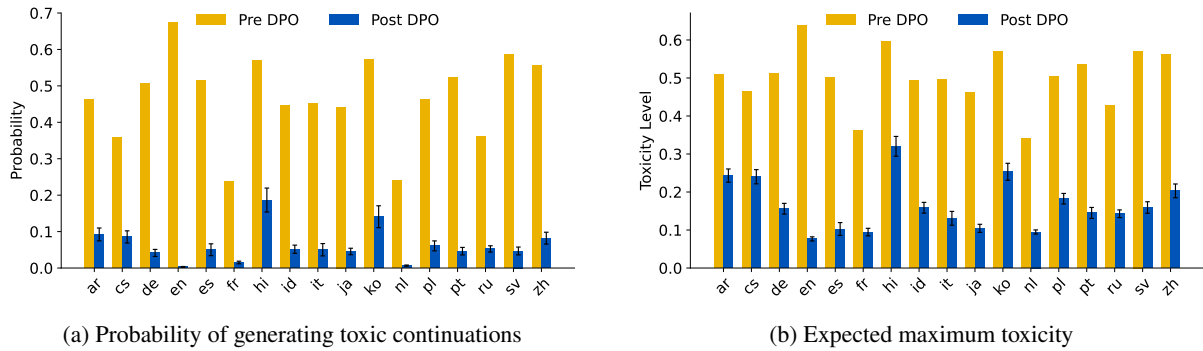 Pre DPO Post DPO
Probability
0.7
0.6
0.5
0.4
0.3
0.2
0.1
0.0
ar cs de en es fr hi id it ja ko nl pl pt ru sv zh
(a) Probability of generating toxic continuations
Pre DPO Post DPO
Toxicity Level
0.6
0.5
0.4
0.3
0.2
0.1
0.0
ar cs de en es fr hi id it ja ko nl pl pt ru sv zh
(b) Expected maximum toxicity